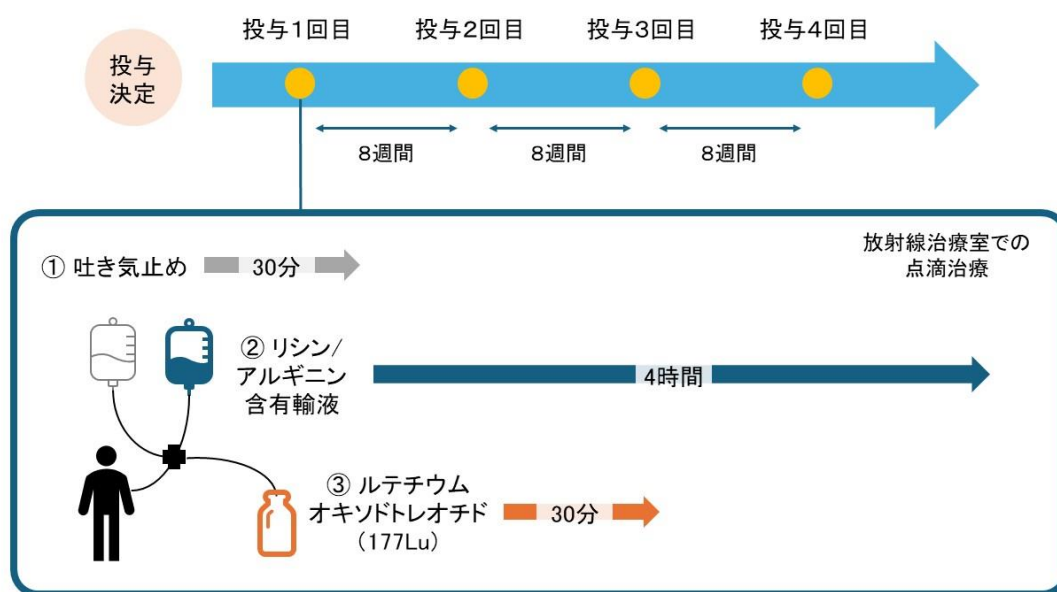 投与
決定
投与1回目
投与2回目
投与3回目
投与4回目
8週間
8週間
8週間
放射線治療室での
点滴治療
① 吐き気止め
30分
② リシン/
アルギニン
含有輸液
4時間
③ ルテチウム
オキソドトレオチド
(177Lu)
30分